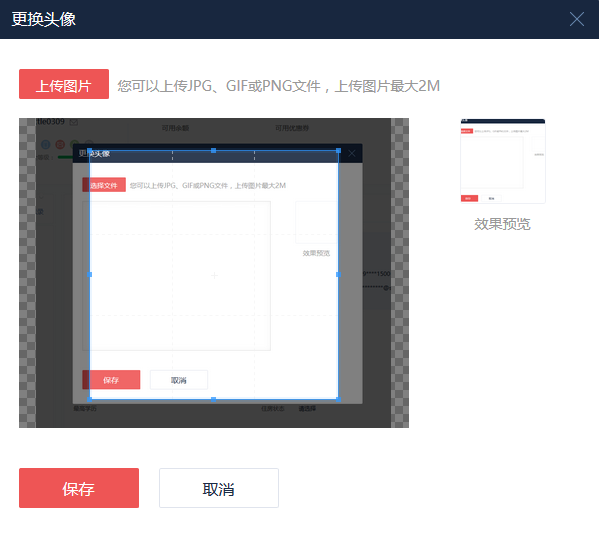 更换头像
上传图片 您可以上传JPG、GIF或PNG文件，上传图片最大2M
可用余额 可用优惠券
更换头像
选择文件 您可以上传JPG、GIF或PNG文件，上传图片最大2M
效果预览
保存 取消
最高学历
效果预览
保存 取消